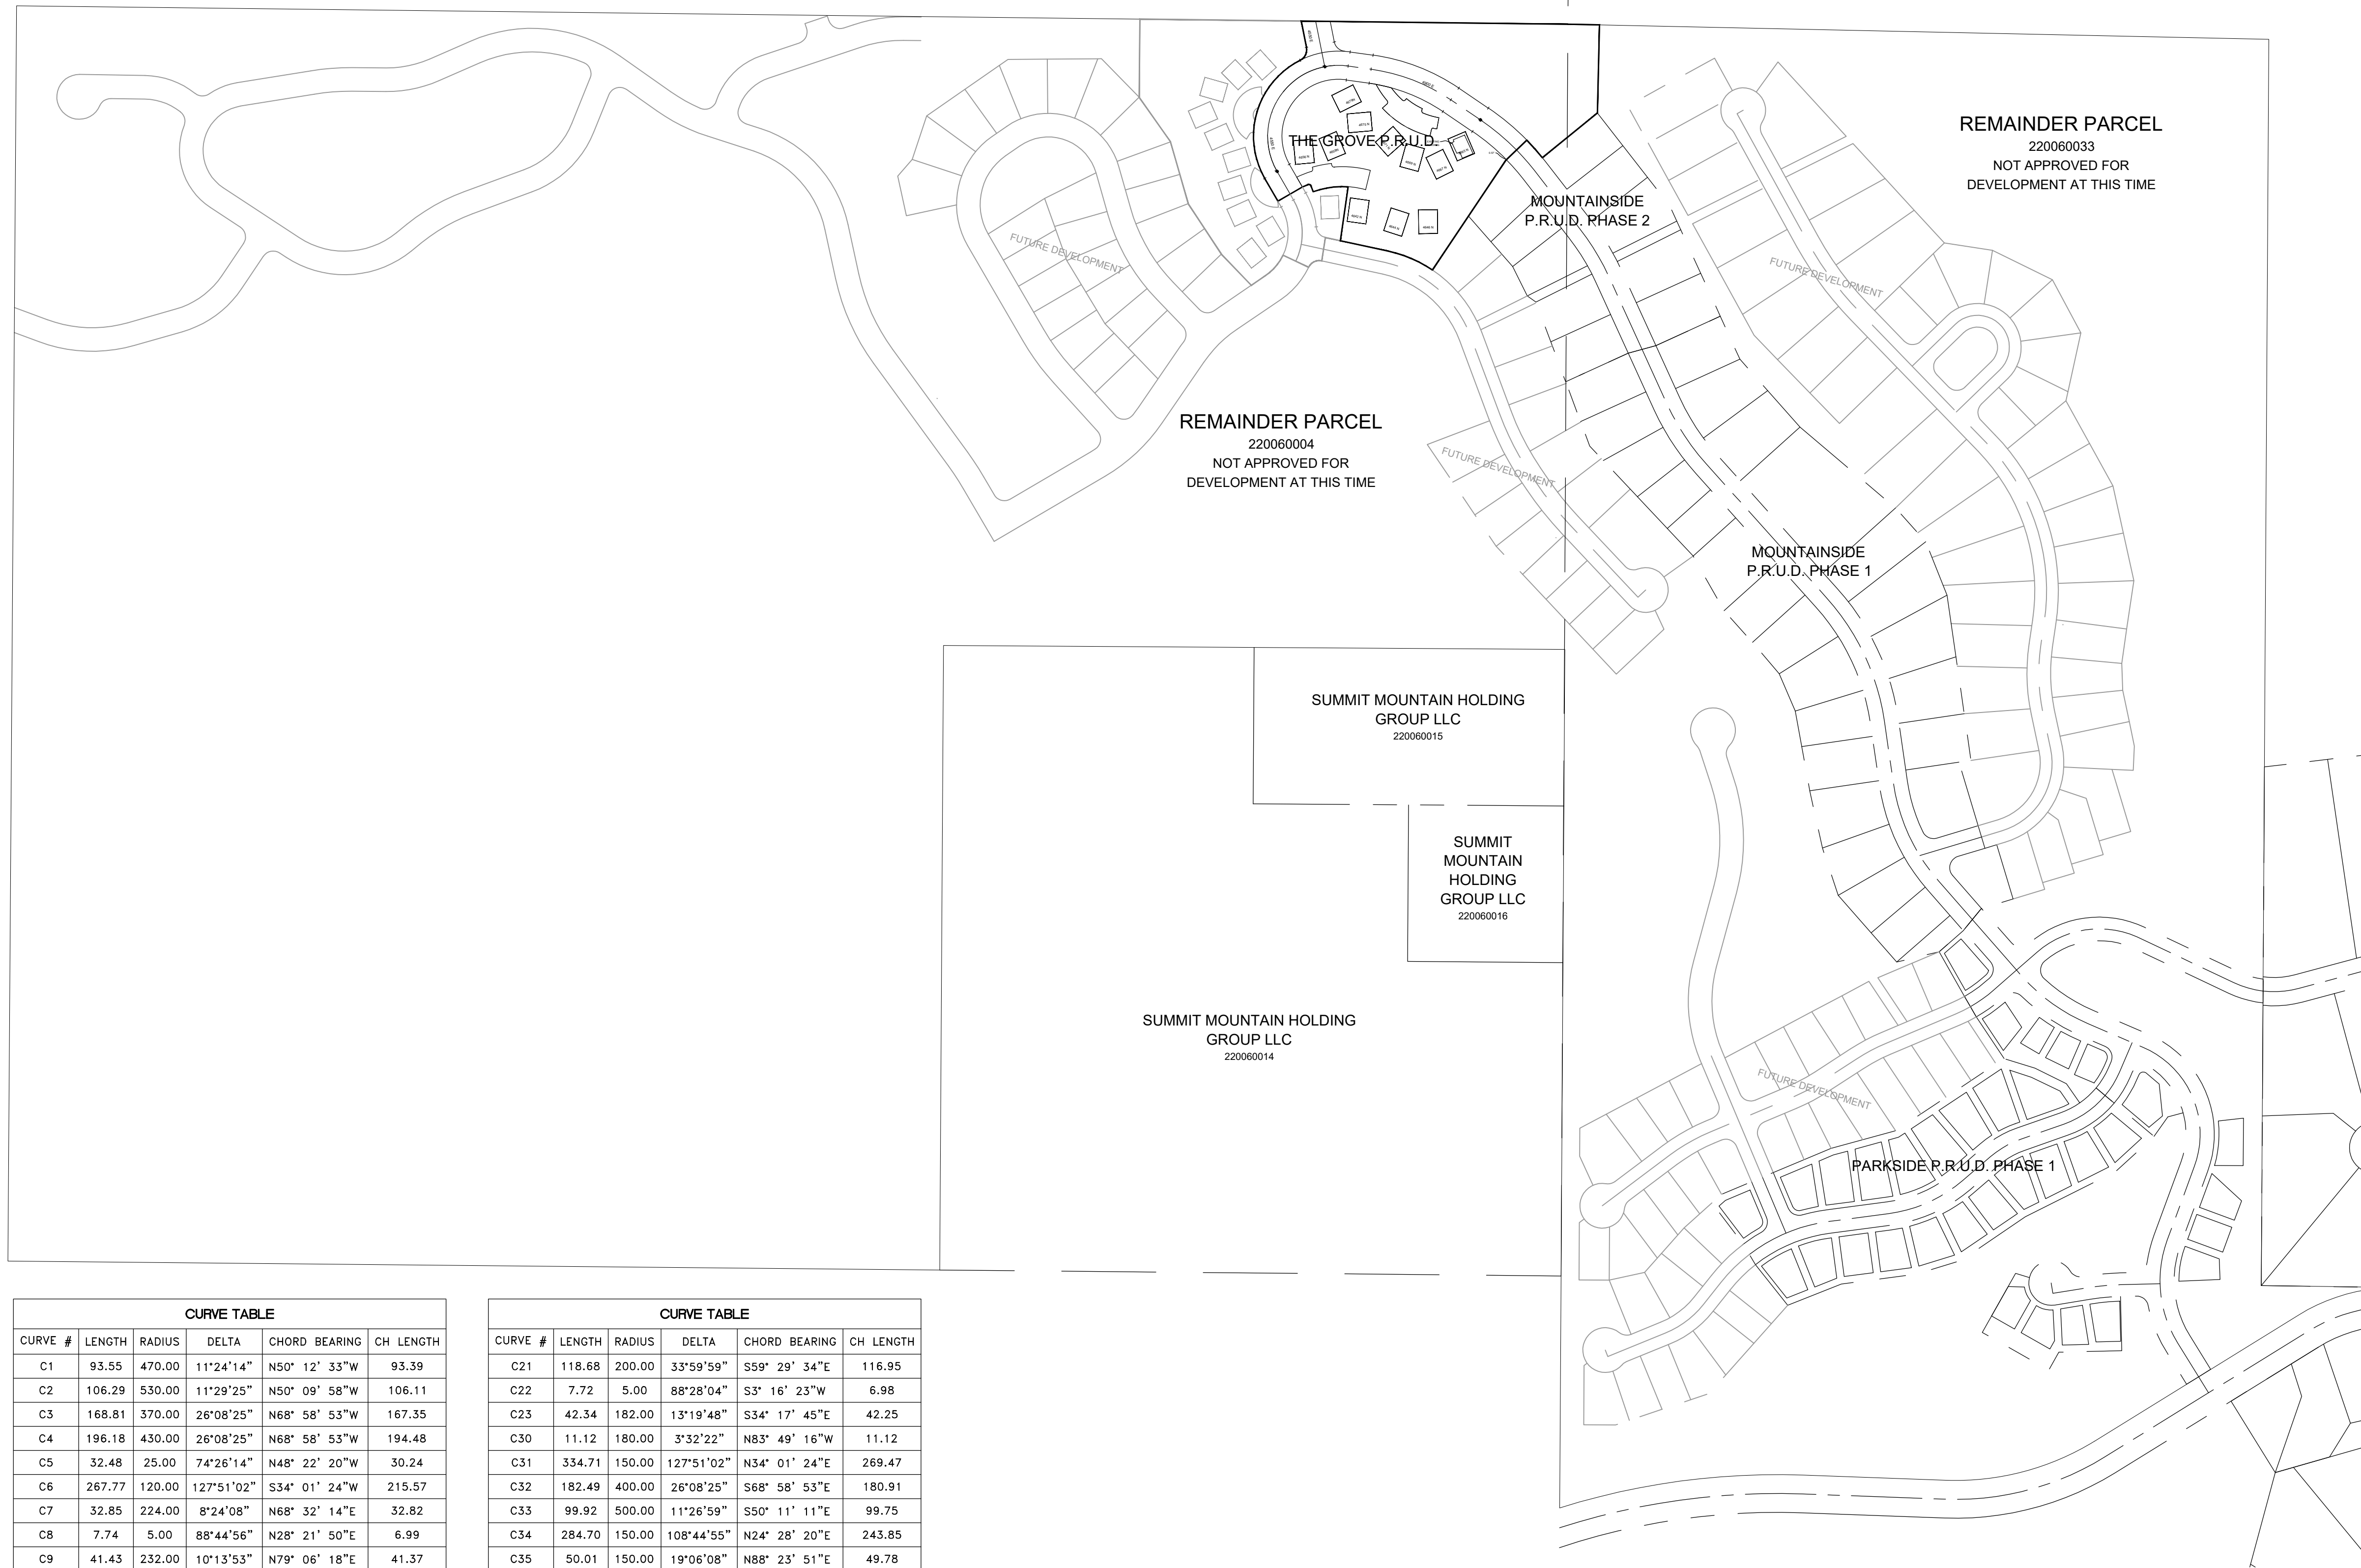 THE GROVE P.R.U.D.
MOUNTAINSIDE
P.R.U.D. PHASE 2
REMAINDER PARCEL
220060033
NOT APPROVED FOR
DEVELOPMENT AT THIS TIME
FUTURE DEVELOPMENT
FUTURE DEVELOPMENT
REMAINDER PARCEL
220060004
NOT APPROVED FOR
DEVELOPMENT AT THIS TIME
FUTURE DEVELOPMENT
MOUNTAINSIDE
P.R.U.D. PHASE 1
SUMMIT MOUNTAIN HOLDING
GROUP LLC
220060015
SUMMIT
MOUNTAIN
HOLDING
GROUP LLC
220060016
SUMMIT MOUNTAIN HOLDING
GROUP LLC
220060014
FUTURE DEVELOPMENT
PARKSIDE P.R.U.D. PHASE 1
CURVE TABLE
CURVE # LENGTH RADIUS DELTA CHORD BEARING CH LENGTH
C1 93.55 470.00 11°24'14" N50° 12' 33"W 93.39
C2 106.29 530.00 11°29'25" N50° 09' 58"W 106.11
C3 168.81 370.00 26°08'25" N68° 58' 53"W 167.35
C4 196.18 430.00 26°08'25" N68° 58' 53"W 194.48
C5 32.48 25.00 74°26'14" N48° 22' 20"W 30.24
C6 267.77 120.00 127°51'02" S34° 01' 24"W 215.57
C7 32.85 224.00 8°24'08" N68° 32' 14"E 32.82
C8 7.74 5.00 88°44'56" N28° 21' 50"E 6.99
C9 41.43 232.00 10°13'53" N79° 06' 18"E 41.37
CURVE TABLE
CURVE # LENGTH RADIUS DELTA CHORD BEARING CH LENGTH
C21 118.68 200.00 33°59'59" S59° 29' 34"E 116.95
C22 7.72 5.00 88°28'04" S3° 16' 23"W 6.98
C23 42.34 182.00 13°19'48" S34° 17' 45"E 42.25
C30 11.12 180.00 3°32'22" N83° 49' 16"W 11.12
C31 334.71 150.00 127°51'02" N34° 01' 24"E 269.47
C32 182.49 400.00 26°08'25" S68° 58' 53"E 180.91
C33 99.92 500.00 11°26'59" S50° 11' 11"E 99.75
C34 284.70 150.00 108°44'55" N24° 28' 20"E 243.85
C35 50.01 150.00 19°06'08" N88° 23' 51"E 49.78